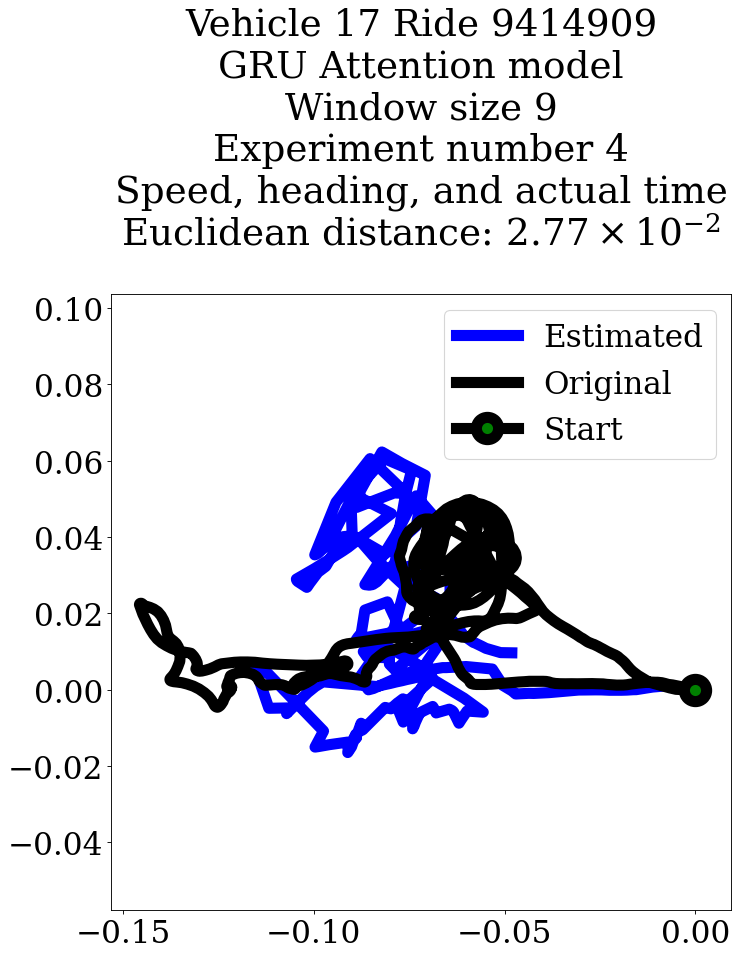 Vehicle 17 Ride 9414909
GRU Attention model
Window size 9
Experiment number 4
Speed, heading, and actual time
Euclidean distance: 2.77 × 10⁻²
0.10
0.08
0.06
0.04
0.02
0.00
−0.02
−0.04
Estimated
Original
Start
−0.15
−0.10
−0.05
0.00